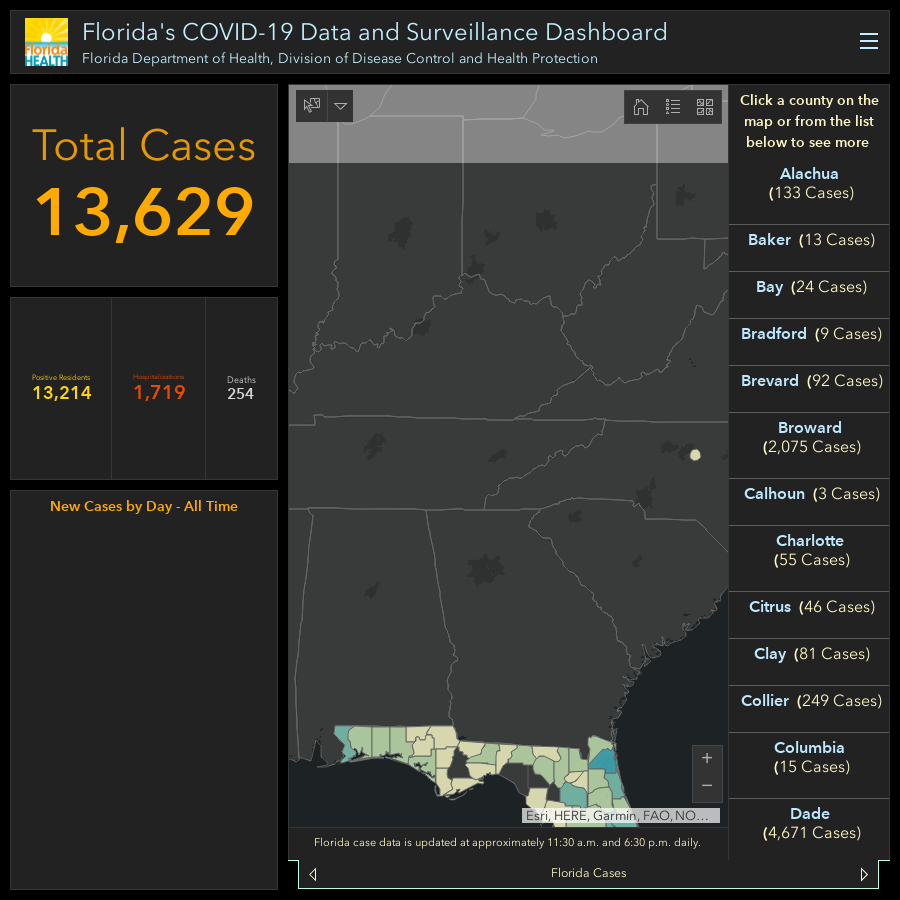 Florida HEALTH
Florida's COVID-19 Data and Surveillance Dashboard
Florida Department of Health, Division of Disease Control and Health Protection
Total Cases
13,629
Positive Residents
13,214
Hospitalizations
1,719
Deaths
254
New Cases by Day - All Time
Esri, HERE, Garmin, FAO, NO…
Florida case data is updated at approximately 11:30 a.m. and 6:30 p.m. daily.
Florida Cases
Click a county on the
map or from the list
below to see more
Alachua
(133 Cases)
Baker (13 Cases)
Bay (24 Cases)
Bradford (9 Cases)
Brevard (92 Cases)
Broward
(2,075 Cases)
Calhoun (3 Cases)
Charlotte
(55 Cases)
Citrus (46 Cases)
Clay (81 Cases)
Collier (249 Cases)
Columbia
(15 Cases)
Dade
(4,671 Cases)